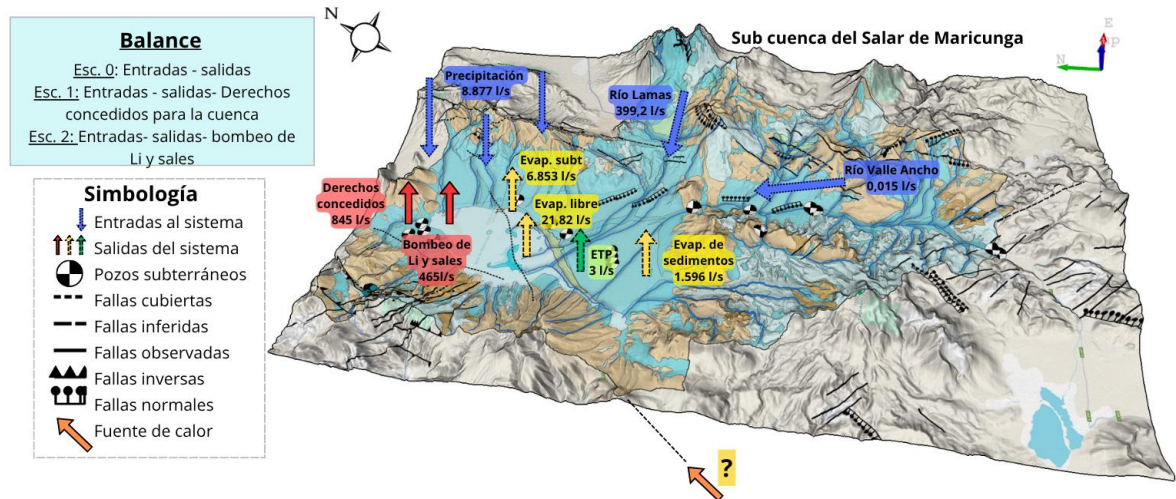 Balance
Esc. 0: Entradas - salidas
Esc. 1: Entradas - salidas- Derechos
concedidos para la cuenca
Esc. 2: Entradas- salidas- bombeo de
Li y sales
Simbología
Entradas al sistema
Salidas del sistema
Pozos subterráneos
Fallas cubiertas
Fallas inferidas
Fallas observadas
Fallas inversas
Fallas normales
Fuente de calor
N
Sub cuenca del Salar de Maricunga
E
N
Precipitación
8.877 l/s
Río Lamas
399,2 l/s
Evap. subt
6.853 l/s
Río Valle Ancho
0,015 l/s
Derechos
concedidos
845 l/s
Evap. libre
21,82 l/s
Bombeo de
Li y sales
465l/s
ETP
3 l/s
Evap. de
sedimentos
1.596 l/s
?